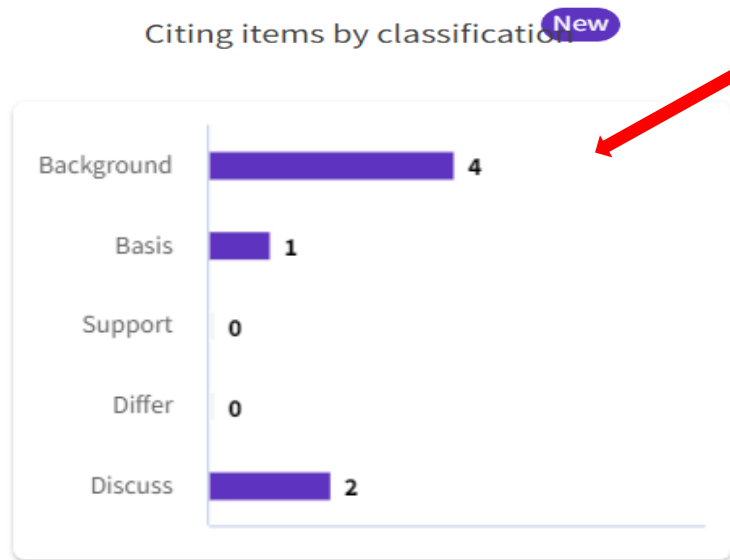 Citing items by classification New
Background 4
Basis 1
Support 0
Differ 0
Discuss 2